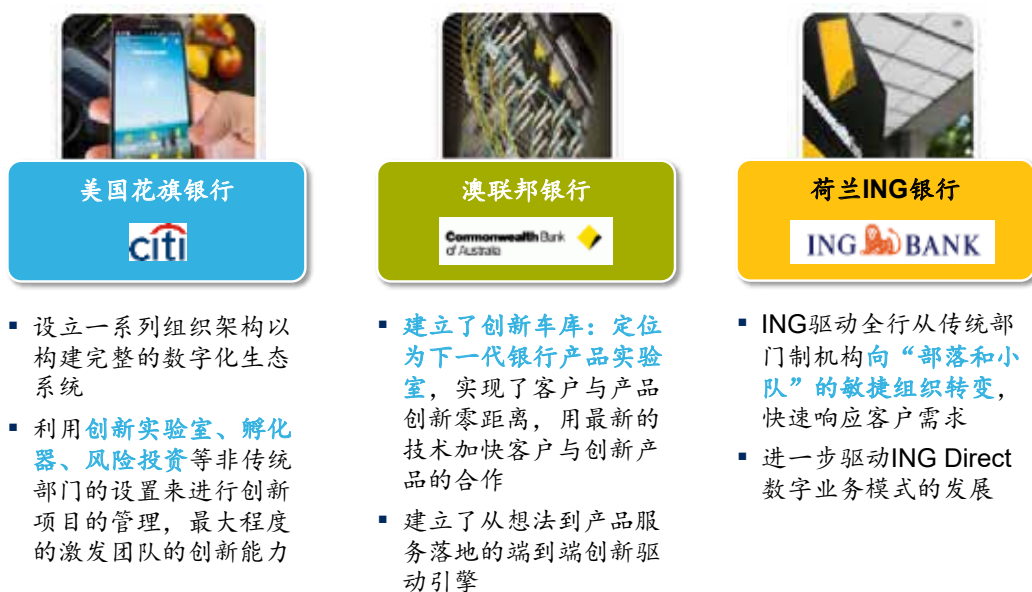 美国花旗银行
citi
设立一系列组织架构以
构建完整的数字化生态
系统
利用创新实验室、孵化
器、风险投资等非传统
部门的设置来进行创新
项目的管理，最大程度
的激发团队的创新能力
澳联邦银行
Commonwealth Bank
of Australia
建立了创新车库：定位
为下一代银行产品实验
室，实现了客户与产品
创新零距离，用最新的
技术加快客户与创新产
品的合作
建立了从想法到产品服
务落地的端到端创新驱
动引擎
荷兰ING银行
ING BANK
ING驱动全行从传统部
门制机构向“部落和小
队”的敏捷组织转变，
快速响应客户需求
进一步驱动ING Direct
数字业务模式的发展